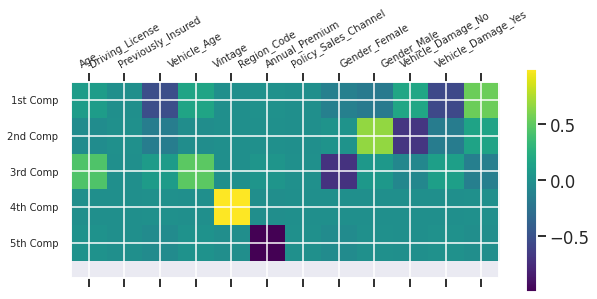 Age
Driving_License
Previously_Insured
Vehicle_Age
Vintage
Region_Code
Annual_Premium
Policy_Sales_Channel
Gender_Female
Gender_Male
Vehicle_Damage_No
Vehicle_Damage_Yes
1st Comp
2nd Comp
3rd Comp
4th Comp
5th Comp
0.5
0.0
−0.5